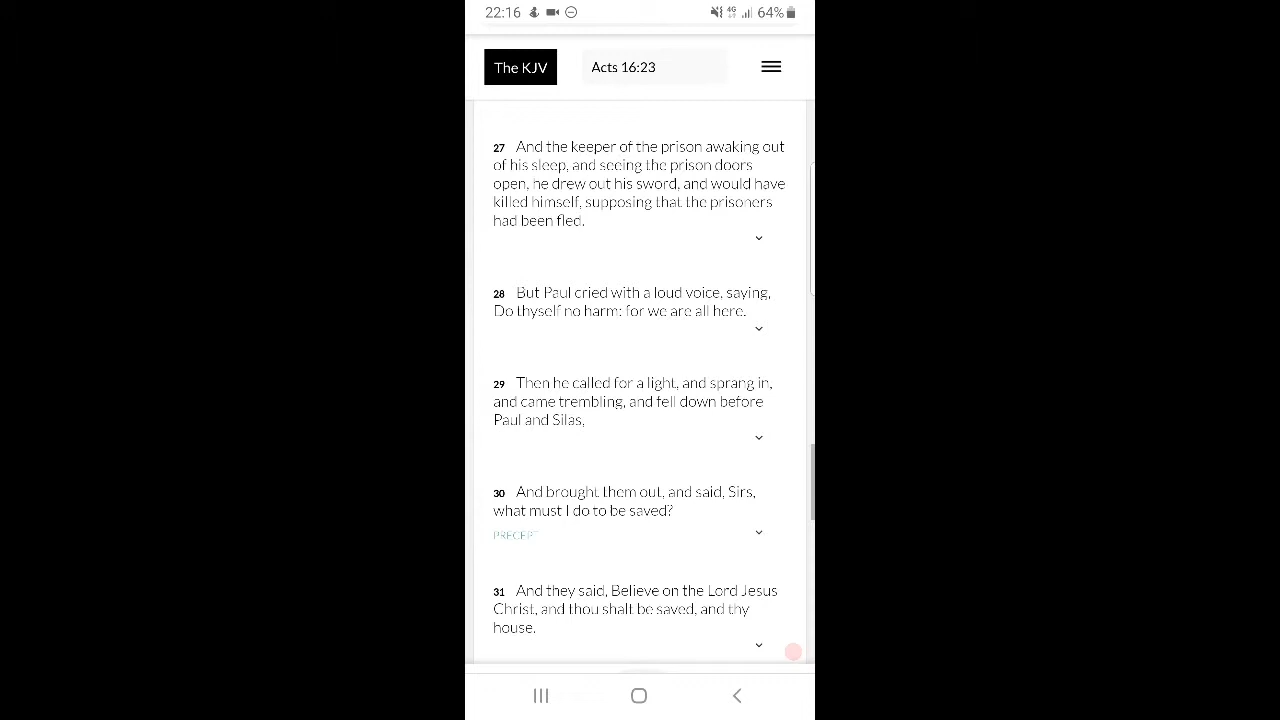 22:16 4G 64%
The KJV Acts 16:23
27 And the keeper of the prison awaking out
of his sleep, and seeing the prison doors
open, he drew out his sword, and would have
killed himself, supposing that the prisoners
had been fled.
28 But Paul cried with a loud voice, saying,
Do thyself no harm: for we are all here.
29 Then he called for a light, and sprang in,
and came trembling, and fell down before
Paul and Silas,
30 And brought them out, and said, Sirs,
what must I do to be saved?
PRECEPT
31 And they said, Believe on the Lord Jesus
Christ, and thou shalt be saved, and thy
house.